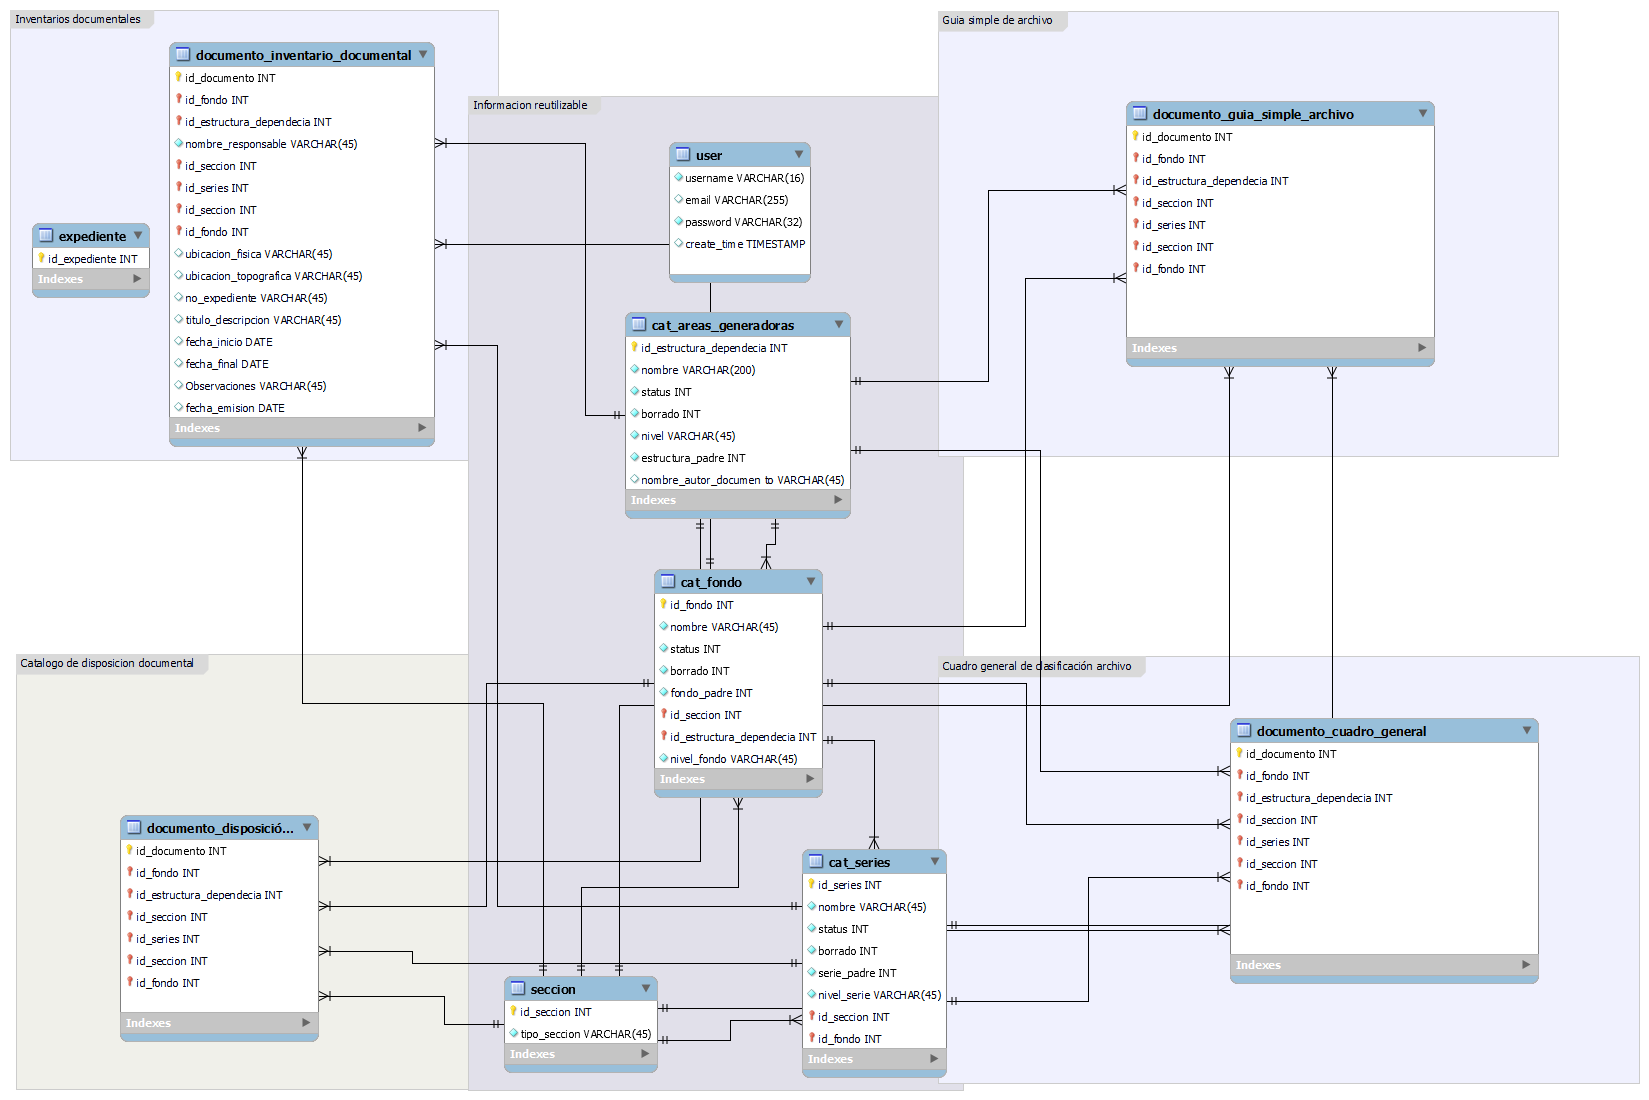 Inventarios documentales
documento_inventario_documental
id_documento INT
id_fondo INT
id_estructura_dependecia INT
nombre_responsable VARCHAR(45)
id_seccion INT
id_series INT
id_seccion INT
id_fondo INT
ubicacion_fisica VARCHAR(45)
ubicacion_topografica VARCHAR(45)
no_expediente VARCHAR(45)
titulo_descripcion VARCHAR(45)
fecha_inicio DATE
fecha_final DATE
Observaciones VARCHAR(45)
fecha_emision DATE
Indexes
expediente
id_expediente INT
Indexes
Informacion reutilizable
user
username VARCHAR(16)
email VARCHAR(255)
password VARCHAR(32)
create_time TIMESTAMP
cat_areas_generadoras
id_estructura_dependecia INT
nombre VARCHAR(200)
status INT
borrado INT
nivel VARCHAR(45)
estructura_padre INT
nombre_autor_documen to VARCHAR(45)
Indexes
cat_fondo
id_fondo INT
nombre VARCHAR(45)
status INT
borrado INT
fondo_padre INT
id_seccion INT
id_estructura_dependecia INT
nivel_fondo VARCHAR(45)
Indexes
cat_series
id_series INT
nombre VARCHAR(45)
status INT
borrado INT
serie_padre INT
nivel_serie VARCHAR(45)
id_seccion INT
id_fondo INT
Indexes
seccion
id_seccion INT
tipo_seccion VARCHAR(45)
Indexes
Guia simple de archivo
documento_guia_simple_archivo
id_documento INT
id_fondo INT
id_estructura_dependecia INT
id_seccion INT
id_series INT
id_seccion INT
id_fondo INT
Indexes
Catalogo de disposicion documental
documento_disposició...
id_documento INT
id_fondo INT
id_estructura_dependecia INT
id_seccion INT
id_series INT
id_seccion INT
id_fondo INT
Indexes
Cuadro general de clasificación archivo
documento_cuadro_general
id_documento INT
id_fondo INT
id_estructura_dependecia INT
id_seccion INT
id_series INT
id_seccion INT
id_fondo INT
Indexes